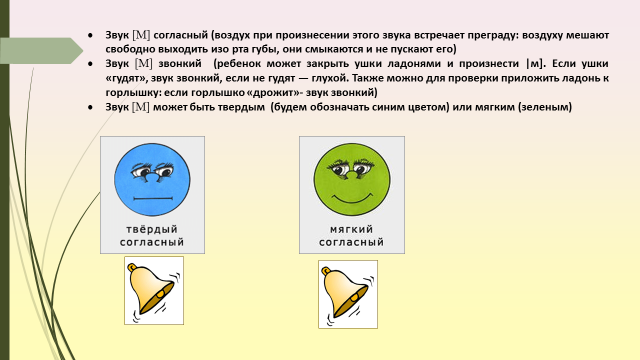 • Звук [М] согласный (воздух при произнесении этого звука встречает преграду: воздуху мешают
свободно выходить изо рта губы, они смыкаются и не пускают его)
• Звук [М] звонкий (ребенок может закрыть ушки ладонями и произнести |м]. Если ушки
«гудят», звук звонкий, если не гудят — глухой. Также можно для проверки приложить ладонь к
горлышку: если горлышко «дрожит»- звук звонкий)
• Звук [М] может быть твердым (будем обозначать синим цветом) или мягким (зеленым)
твёрдый
согласный
мягкий
согласный